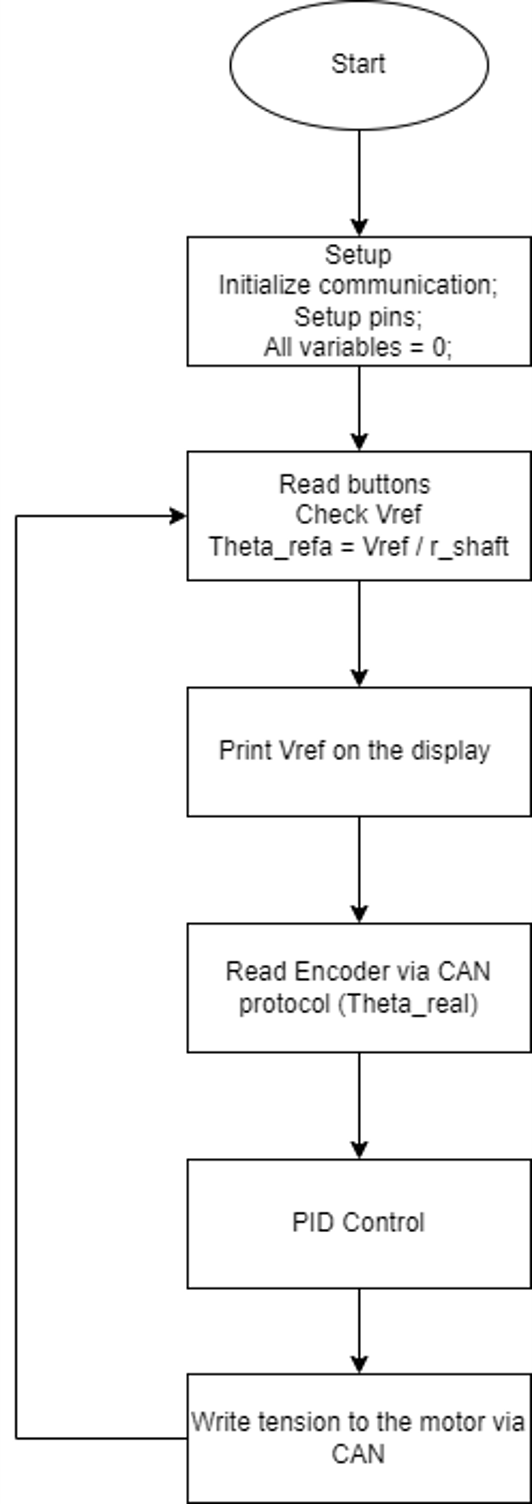 Start
Setup
Initialize communication;
Setup pins;
All variables = 0;
Read buttons
Check Vref
Theta_refa = Vref / r_shaft
Print Vref on the display
Read Encoder via CAN
protocol (Theta_real)
PID Control
Write tension to the motor via
CAN